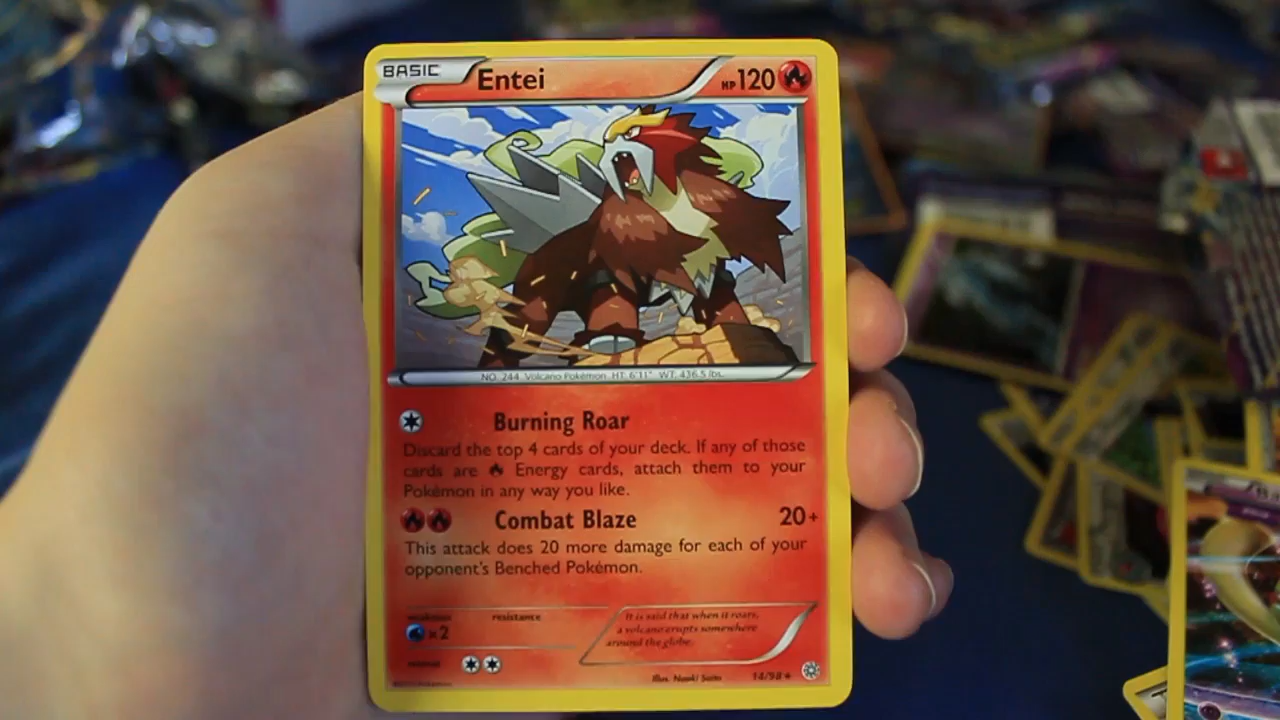 BASIC Entei HP 120
NO. 244 Volcano Pokémon HT: 6'11" WT: 436.5 lbs.
Burning Roar
Discard the top 4 cards of your deck. If any of those
cards are Energy cards, attach them to your
Pokémon in any way you like.
Combat Blaze 20+
This attack does 20 more damage for each of your
opponent's Benched Pokémon.
weakness resistance
×2
It is said that when it roars,
a volcano erupts somewhere
around the globe.
retreat
Illus. Naoki Saito 14/98